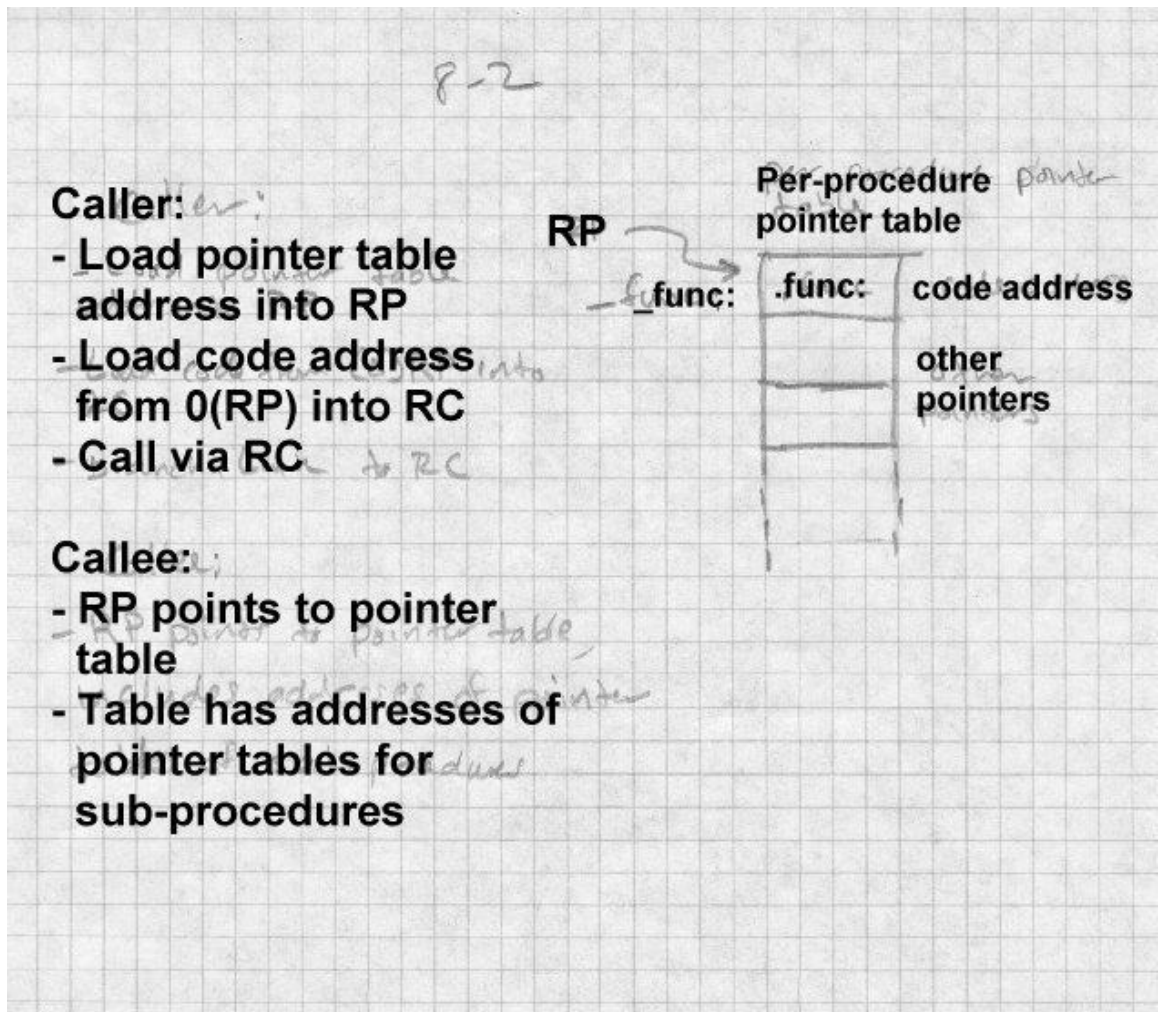 8-2
Caller:
- Load pointer table
address into RP
- Load code address
from 0(RP) into RC
- Call via RC
Callee:
- RP points to pointer
table
- Table has addresses of
pointer tables for
sub-procedures
Per-procedure
pointer table
RP
_func: .func: code address
other
pointers